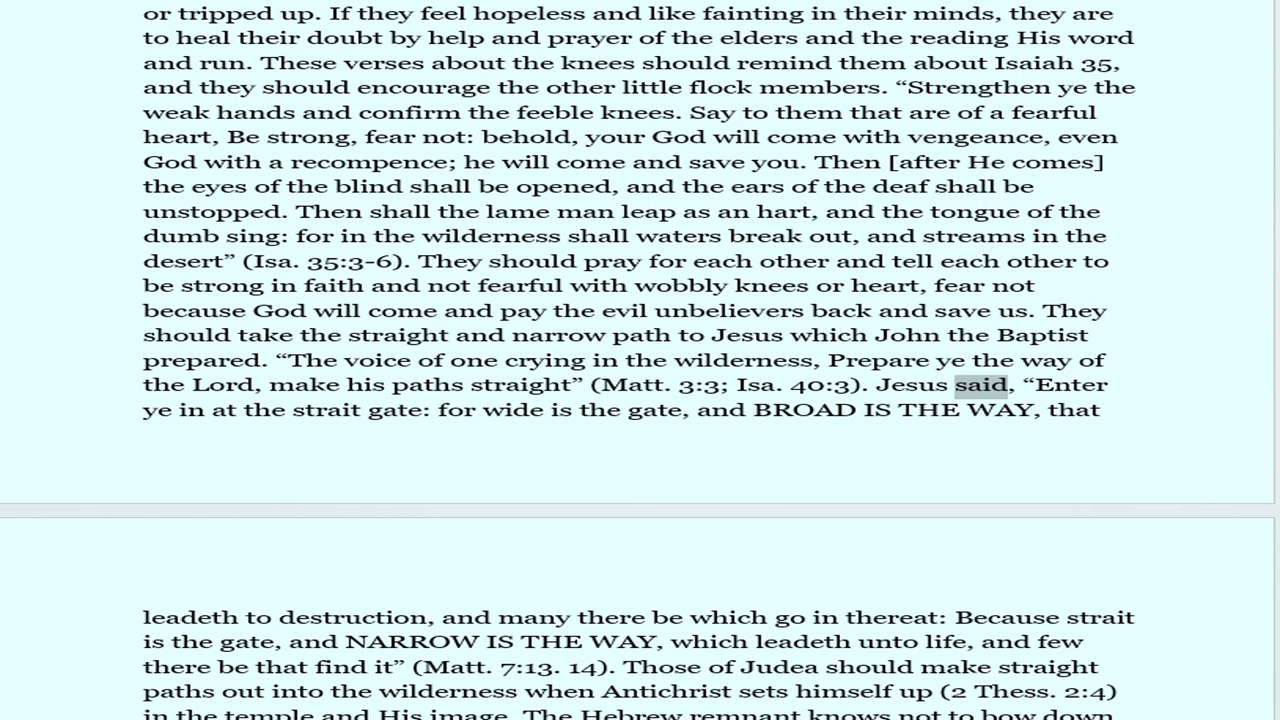 or tripped up. If they feel hopeless and like fainting in their minds, they are
to heal their doubt by help and prayer of the elders and the reading His word
and run. These verses about the knees should remind them about Isaiah 35,
and they should encourage the other little flock members. “Strengthen ye the
weak hands and confirm the feeble knees. Say to them that are of a fearful
heart, Be strong, fear not: behold, your God will come with vengeance, even
God with a recompence; he will come and save you. Then [after He comes]
the eyes of the blind shall be opened, and the ears of the deaf shall be
unstopped. Then shall the lame man leap as an hart, and the tongue of the
dumb sing: for in the wilderness shall waters break out, and streams in the
desert” (Isa. 35:3-6). They should pray for each other and tell each other to
be strong in faith and not fearful with wobbly knees or heart, fear not
because God will come and pay the evil unbelievers back and save us. They
should take the straight and narrow path to Jesus which John the Baptist
prepared. “The voice of one crying in the wilderness, Prepare ye the way of
the Lord, make his paths straight” (Matt. 3:3; Isa. 40:3). Jesus said, “Enter
ye in at the strait gate: for wide is the gate, and BROAD IS THE WAY, that
leadeth to destruction, and many there be which go in thereat: Because strait
is the gate, and NARROW IS THE WAY, which leadeth unto life, and few
there be that find it” (Matt. 7:13. 14). Those of Judea should make straight
paths out into the wilderness when Antichrist sets himself up (2 Thess. 2:4)
in the temple and His image. The Hebrew remnant knows not to bow down